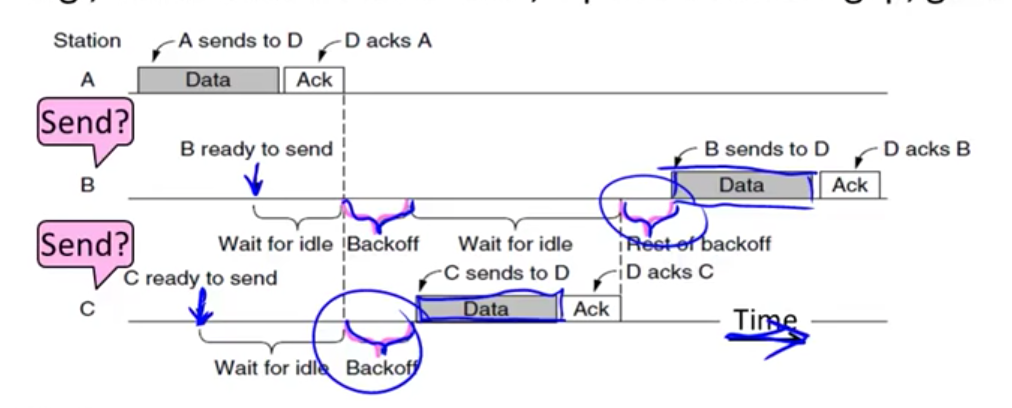 Station
A sends to D
D acks A
A
Data
Ack
Send?
B ready to send
B sends to D
D acks B
B
Data
Ack
Wait for idle
Backoff
Wait for idle
Rest of backoff
Send?
C ready to send
C sends to D
D acks C
C
Data
Ack
Time
Wait for idle
Backoff